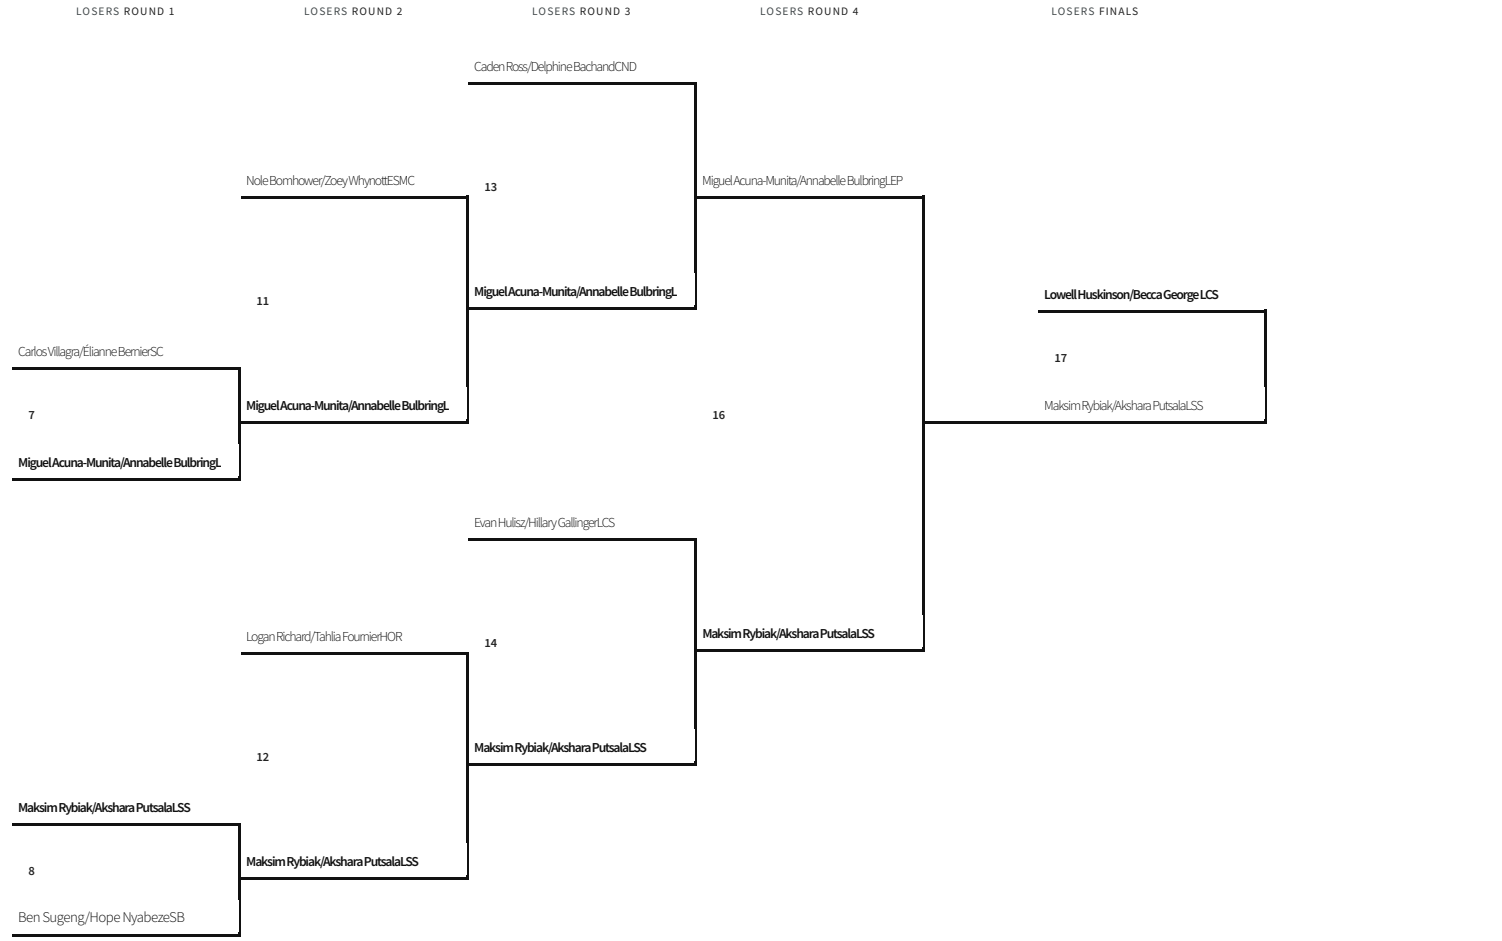 LOSERS ROUND 1
LOSERS ROUND 2
LOSERS ROUND 3
LOSERS ROUND 4
LOSERS FINALS
Caden Ross/Delphine BachandCND
Nole Bomhower/Zoey WhynottESMC
13
Miguel Acuna-Munita/Annabelle BulbringLEP
Miguel Acuna-Munita/Annabelle BulbringL
11
Lowell Huskinson/Becca George LCS
Carlos Villagra/Élianne BernierSC
17
7
Miguel Acuna-Munita/Annabelle BulbringL
16
Maksim Rybiak/Akshara PutsalaLSS
Miguel Acuna-Munita/Annabelle BulbringL
Evan Hulisz/Hillary GallingerLCS
Logan Richard/Tahlia FournierHOR
14
Maksim Rybiak/Akshara PutsalaLSS
12
Maksim Rybiak/Akshara PutsalaLSS
Maksim Rybiak/Akshara PutsalaLSS
8
Maksim Rybiak/Akshara PutsalaLSS
Ben Sugeng/Hope NyabezeSB